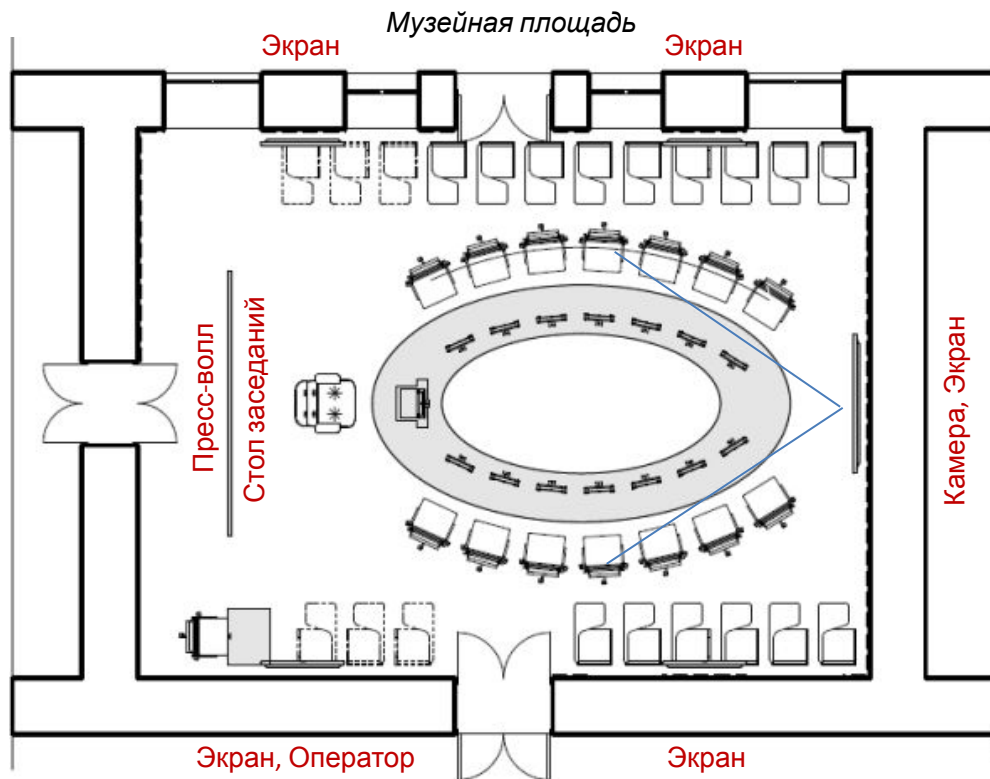 Музейная площадь
Экран
Экран
Пресс-волл
Стол заседаний
Камера, Экран
Экран, Оператор
Экран